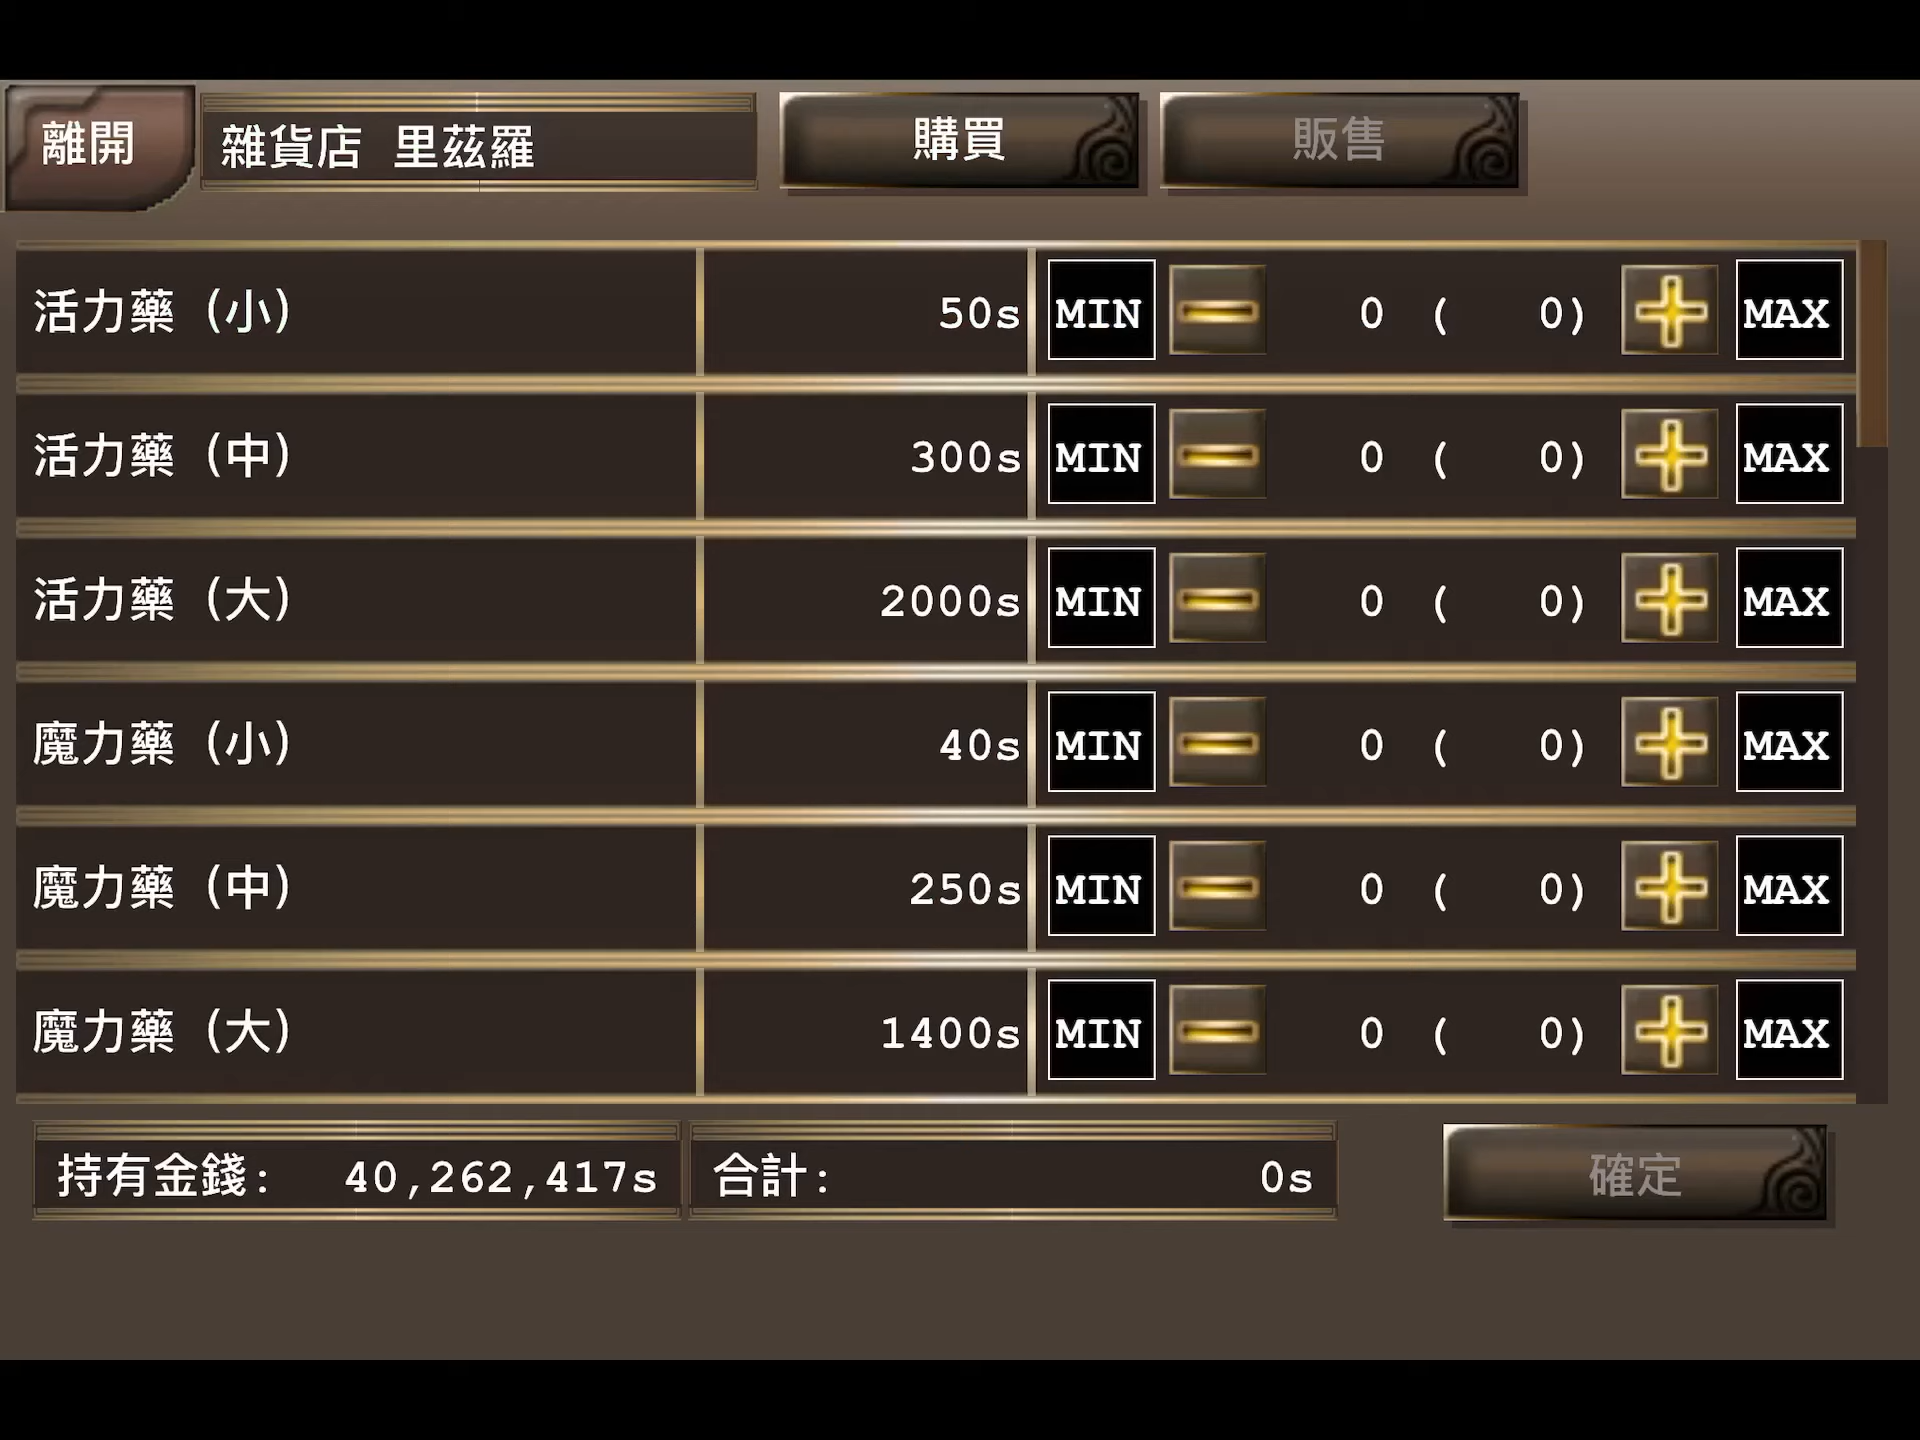 離開 雜貨店 里茲羅 購買 販售
活力藥（小） 50s MIN 0 ( 0) MAX
活力藥（中） 300s MIN 0 ( 0) MAX
活力藥（大） 2000s MIN 0 ( 0) MAX
魔力藥（小） 40s MIN 0 ( 0) MAX
魔力藥（中） 250s MIN 0 ( 0) MAX
魔力藥（大） 1400s MIN 0 ( 0) MAX
持有金錢: 40,262,417s 合計: 0s 確定